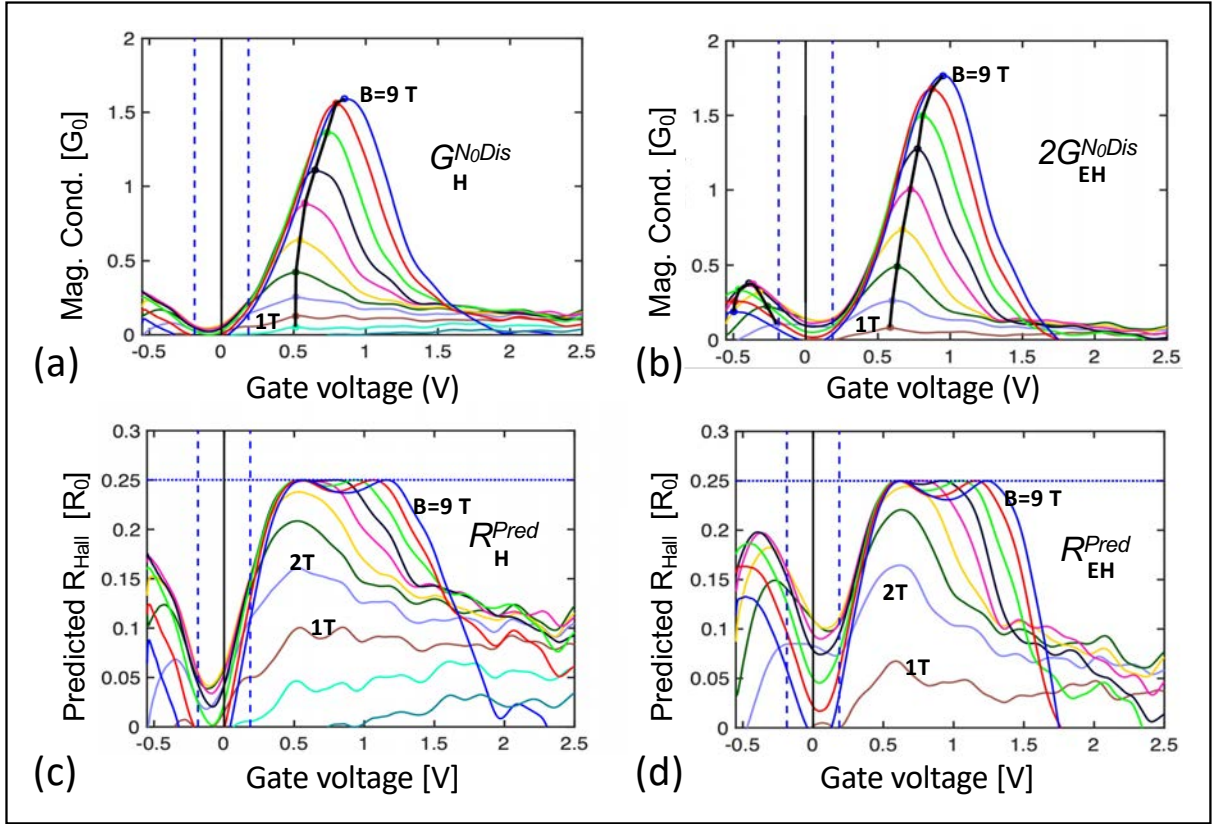 2
1.5
1
0.5
0
-0.5 0 0.5 1 1.5 2 2.5
Mag. Cond. [G₀]
Gate voltage (V)
B=9 T
1T
G_H^{N₀Dis}
(a)
2
1.5
1
0.5
0
-0.5 0 0.5 1 1.5 2 2.5
Mag. Cond. [G₀]
Gate voltage (V)
B=9 T
1T
2G_EH^{N₀Dis}
(b)
0.3
0.25
0.2
0.15
0.1
0.05
0
-0.5 0 0.5 1 1.5 2 2.5
Predicted R_Hall [R₀]
Gate voltage [V]
B=9 T
2T
1T
R_H^{Pred}
(c)
0.3
0.25
0.2
0.15
0.1
0.05
0
-0.5 0 0.5 1 1.5 2 2.5
Predicted R_Hall [R₀]
Gate voltage [V]
B=9 T
2T
1T
R_EH^{Pred}
(d)